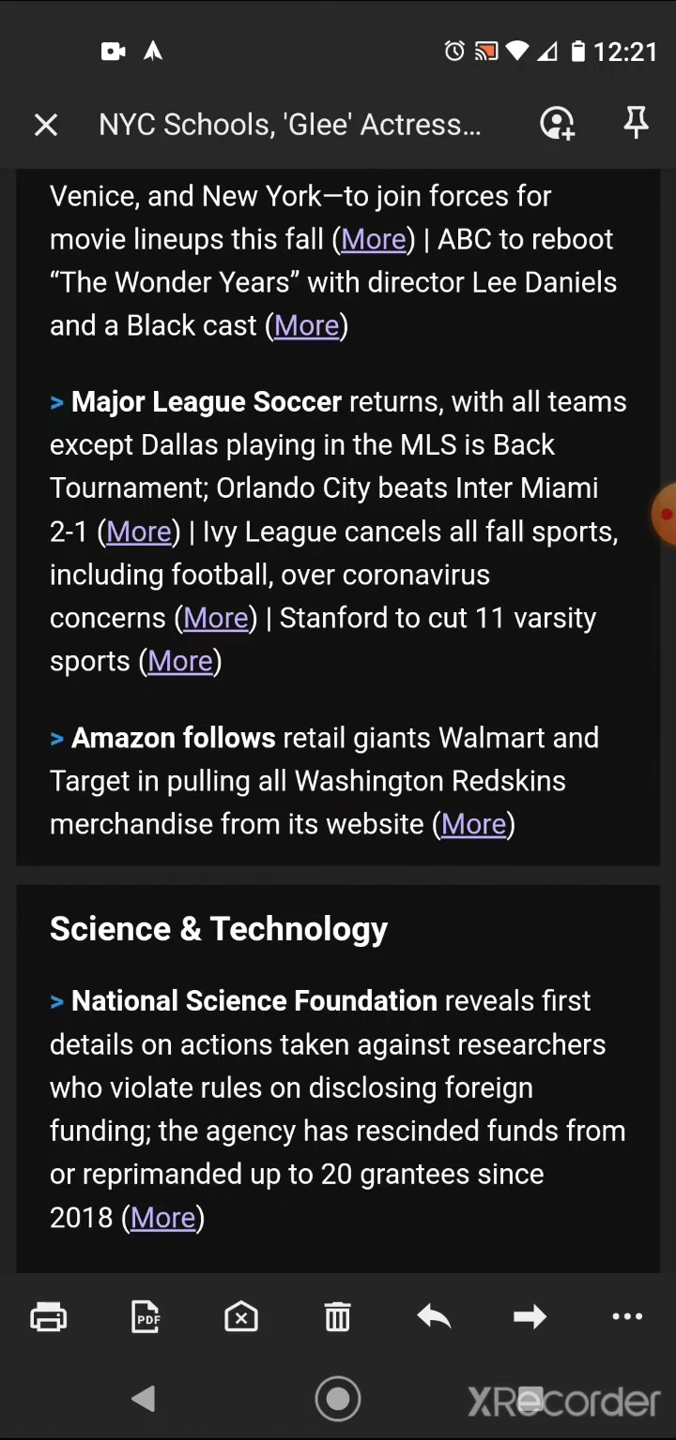 12:21
NYC Schools, 'Glee' Actress...
Venice, and New York—to join forces for
movie lineups this fall (More) | ABC to reboot
“The Wonder Years” with director Lee Daniels
and a Black cast (More)
> Major League Soccer returns, with all teams
except Dallas playing in the MLS is Back
Tournament; Orlando City beats Inter Miami
2-1 (More) | Ivy League cancels all fall sports,
including football, over coronavirus
concerns (More) | Stanford to cut 11 varsity
sports (More)
> Amazon follows retail giants Walmart and
Target in pulling all Washington Redskins
merchandise from its website (More)
Science & Technology
> National Science Foundation reveals first
details on actions taken against researchers
who violate rules on disclosing foreign
funding; the agency has rescinded funds from
or reprimanded up to 20 grantees since
2018 (More)
PDF
XRecorder